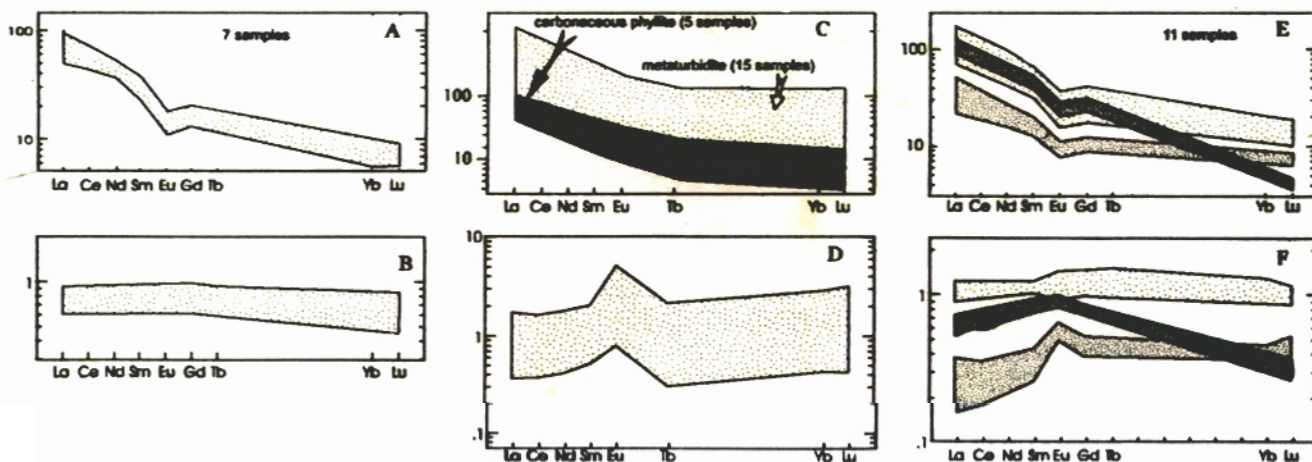 A
7 samples
100
10
La Ce Nd Sm Eu Gd Tb Yb Lu
B
1
La Ce Nd Sm Eu Gd Tb Yb Lu
C
carbonaceous phyllite (5 samples)
metaturbidite (15 samples)
100
10
La Ce Nd Sm Eu Tb Yb Lu
D
10
1
.1
La Ce Nd Sm Eu Tb Yb Lu
E
11 samples
100
10
La Ce Nd Sm Eu Gd Tb Yb Lu
F
1
.1
La Ce Nd Sm Eu Gd Tb Yb Lu